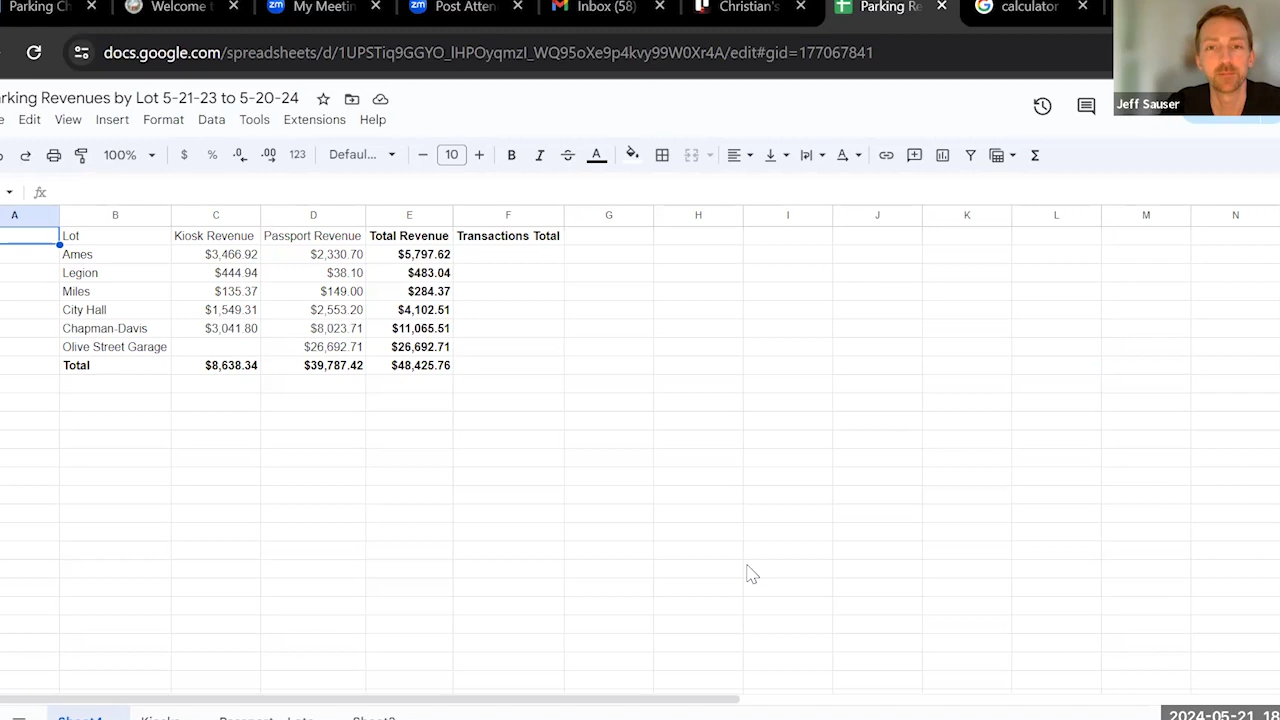 Parking Ch
Welcome t
My Meetin
Post Atten
Inbox (58)
Christian's
Parking Re
calculator
docs.google.com/spreadsheets/d/1UPSTiq9GGYO_lHPOyqmzI_WQ95oXe9p4kvy99W0Xr4A/edit#gid=177067841
arking Revenues by Lot 5-21-23 to 5-20-24
Jeff Sauser
e Edit View Insert Format Data Tools Extensions Help
100% $ % .0 .00 123 Defaul... − 10 + B I S A
fx
A B C D E F G H I J K L M N
Lot Kiosk Revenue Passport Revenue Total Revenue Transactions Total
Ames $3,466.92 $2,330.70 $5,797.62
Legion $444.94 $38.10 $483.04
Miles $135.37 $149.00 $284.37
City Hall $1,549.31 $2,553.20 $4,102.51
Chapman-Davis $3,041.80 $8,023.71 $11,065.51
Olive Street Garage $26,692.71 $26,692.71
Total $8,638.34 $39,787.42 $48,425.76
2024-05-21 18